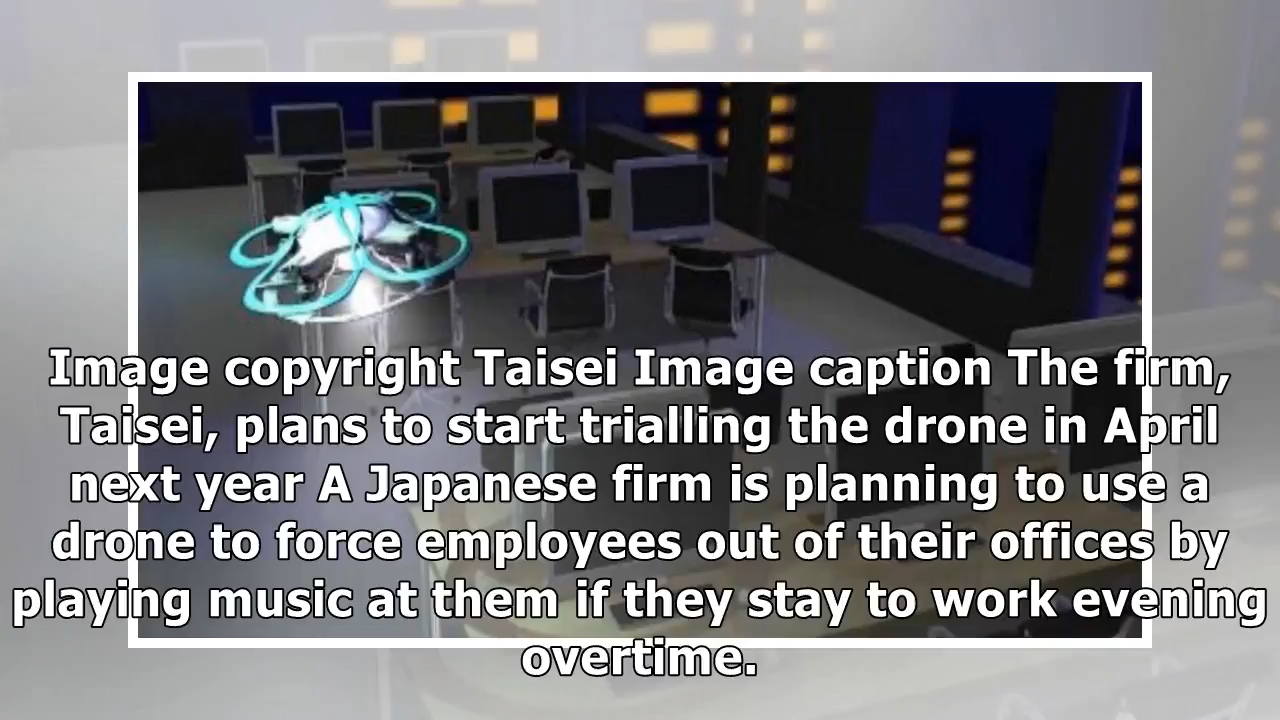 Image copyright Taisei Image caption The firm,
Taisei, plans to start trialling the drone in April
next year A Japanese firm is planning to use a
drone to force employees out of their offices by
playing music at them if they stay to work evening
overtime.